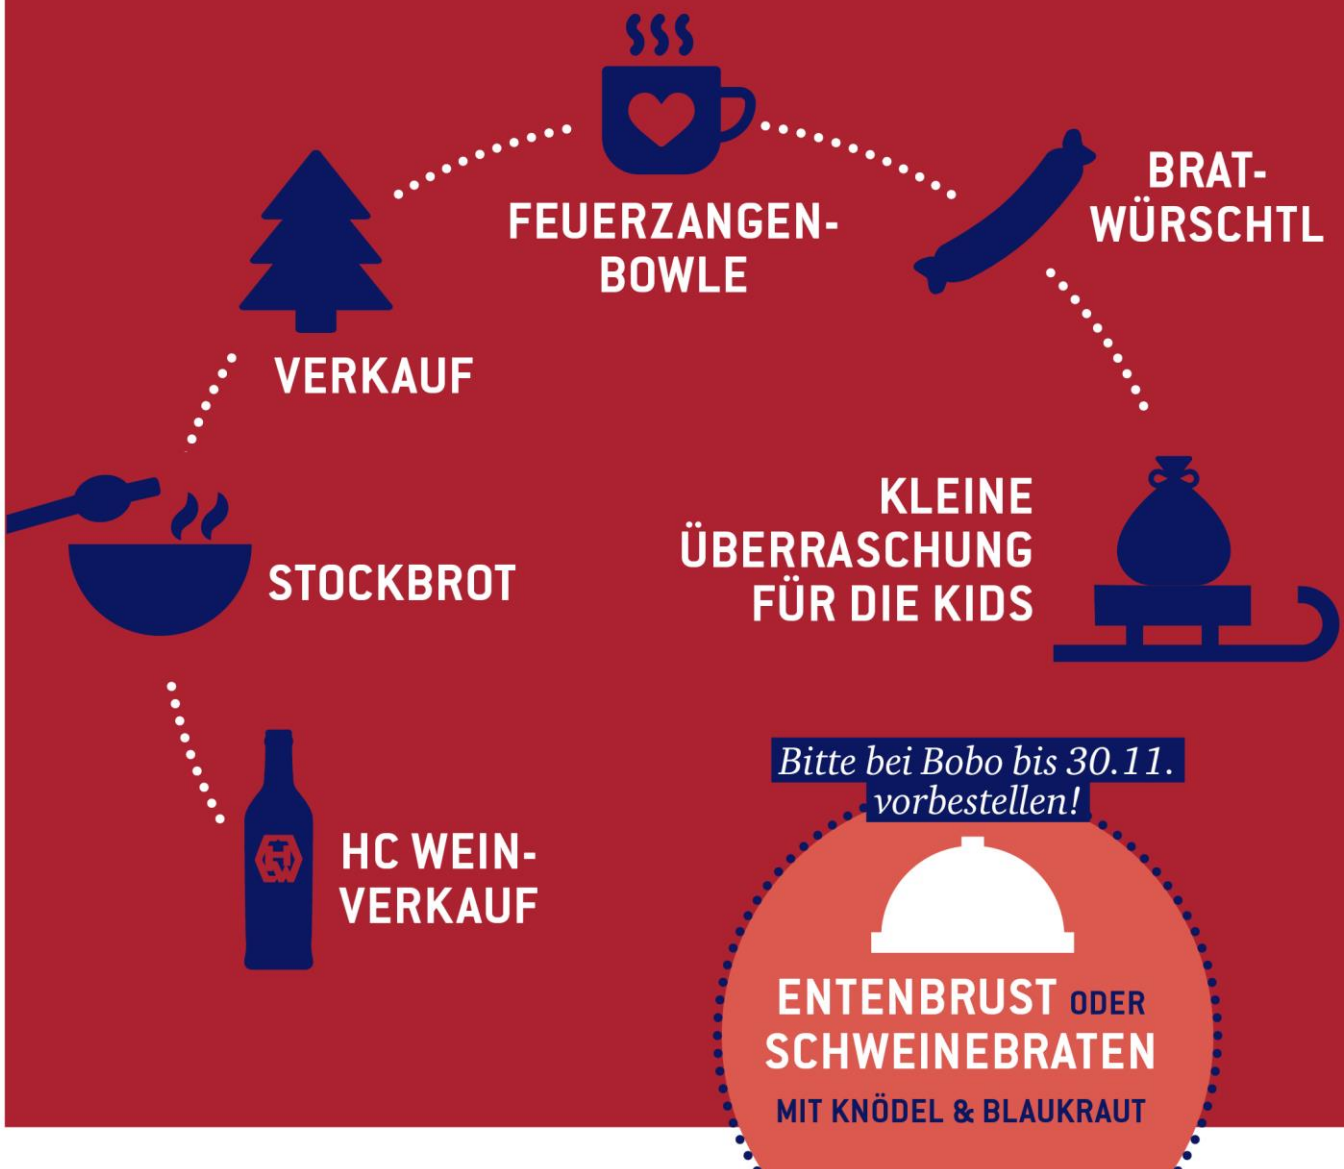 FEUERZANGEN-
BOWLE
BRAT-
WÜRSCHTL
VERKAUF
KLEINE
ÜBERRASCHUNG
FÜR DIE KIDS
STOCKBROT
HC WEIN-
VERKAUF
Bitte bei Bobo bis 30.11.
vorbestellen!
ENTENBRUST ODER
SCHWEINEBRATEN
MIT KNÖDEL & BLAUKRAUT